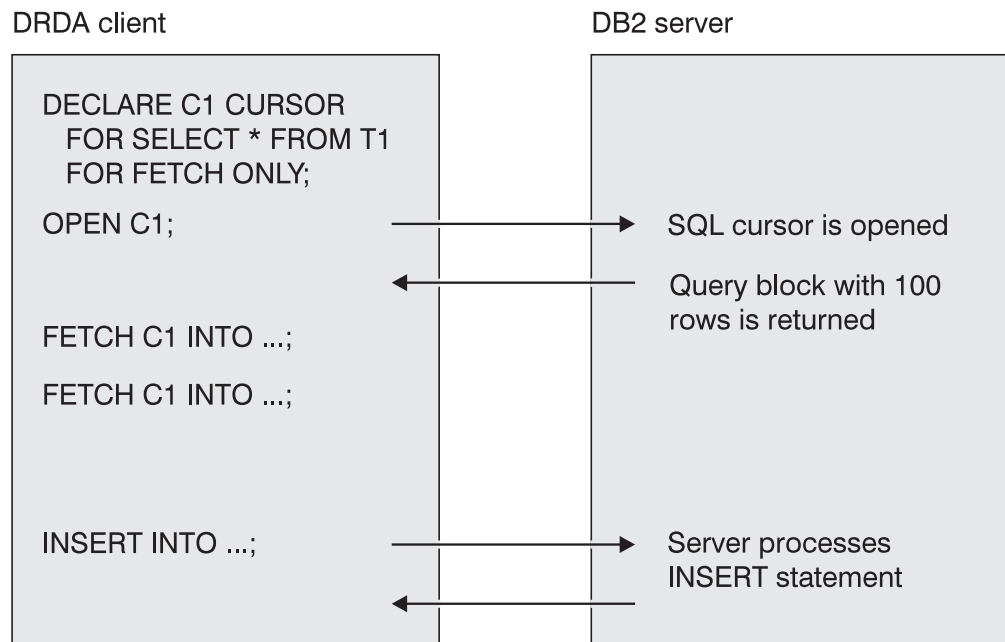 DRDA client
DB2 server
DECLARE C1 CURSOR
FOR SELECT * FROM T1
FOR FETCH ONLY;
OPEN C1;
SQL cursor is opened
Query block with 100
rows is returned
FETCH C1 INTO ...;
FETCH C1 INTO ...;
INSERT INTO ...;
Server processes
INSERT statement